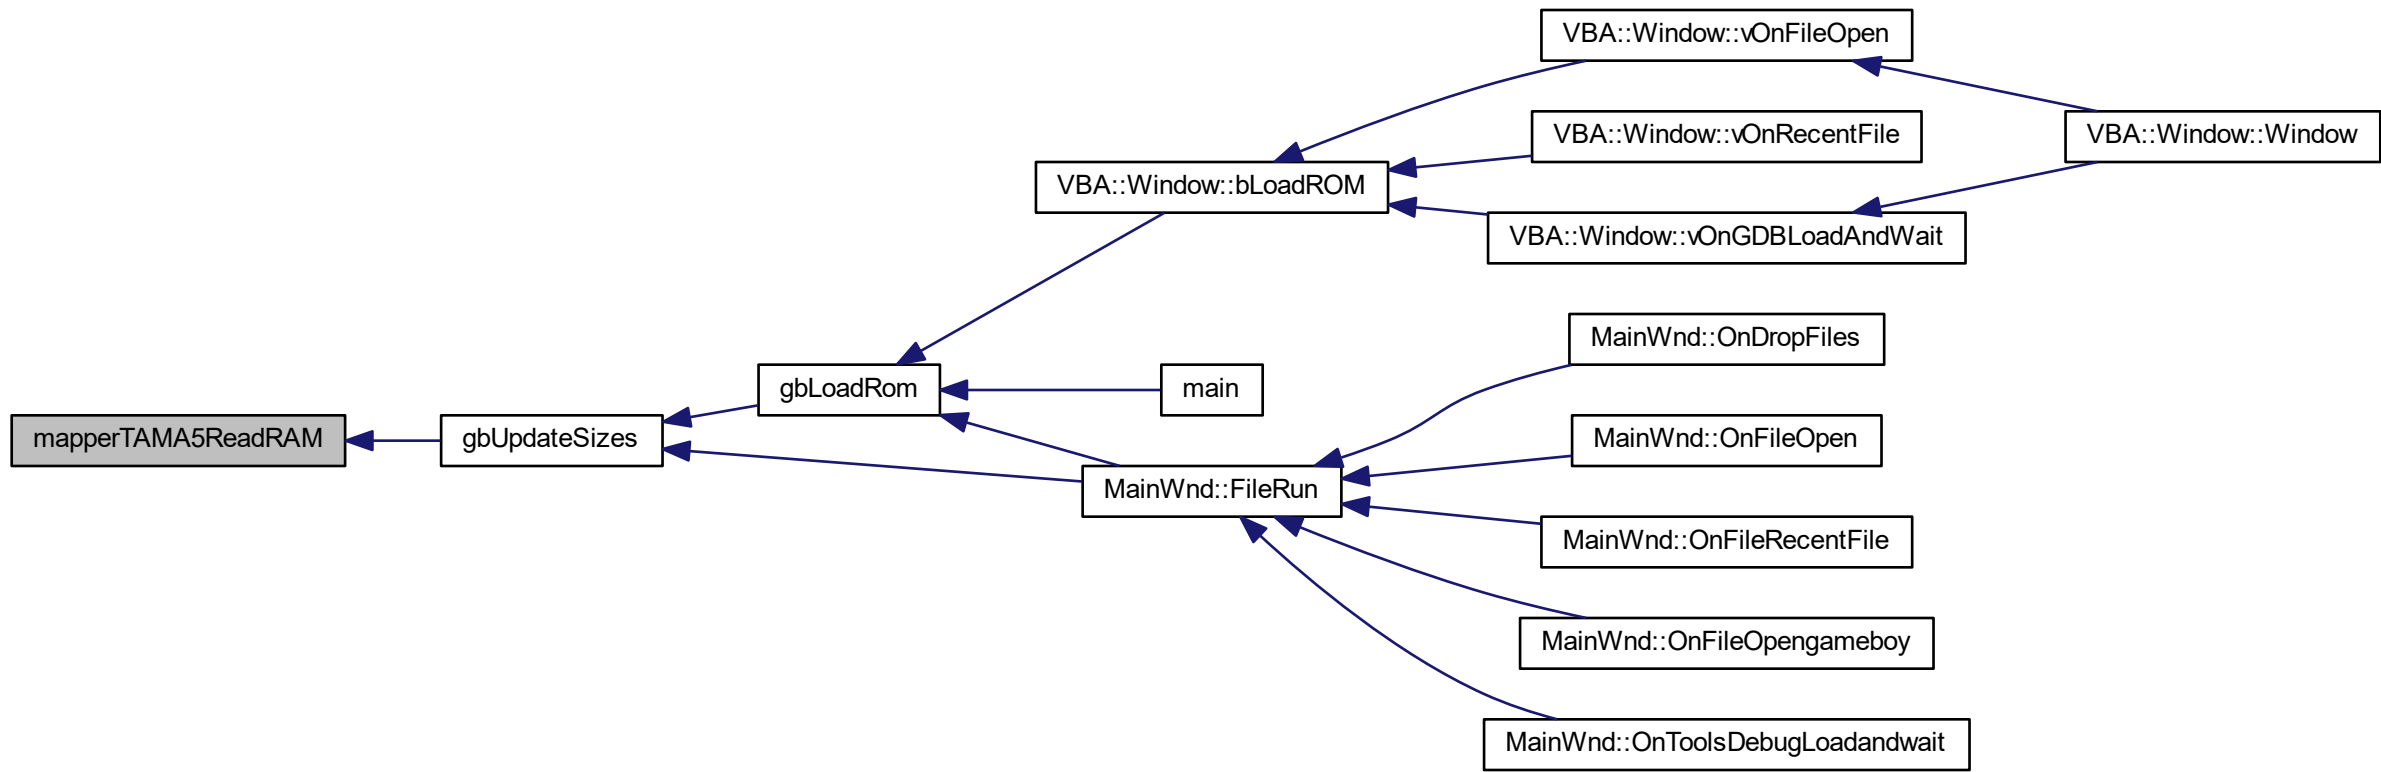 VBA::Window::vOnFileOpen
VBA::Window::vOnRecentFile
VBA::Window::Window
VBA::Window::bLoadROM
VBA::Window::vOnGDBLoadAndWait
MainWnd::OnDropFiles
gbLoadRom
main
mapperTAMA5ReadRAM
gbUpdateSizes
MainWnd::OnFileOpen
MainWnd::FileRun
MainWnd::OnFileRecentFile
MainWnd::OnFileOpengameboy
MainWnd::OnToolsDebugLoadandwait